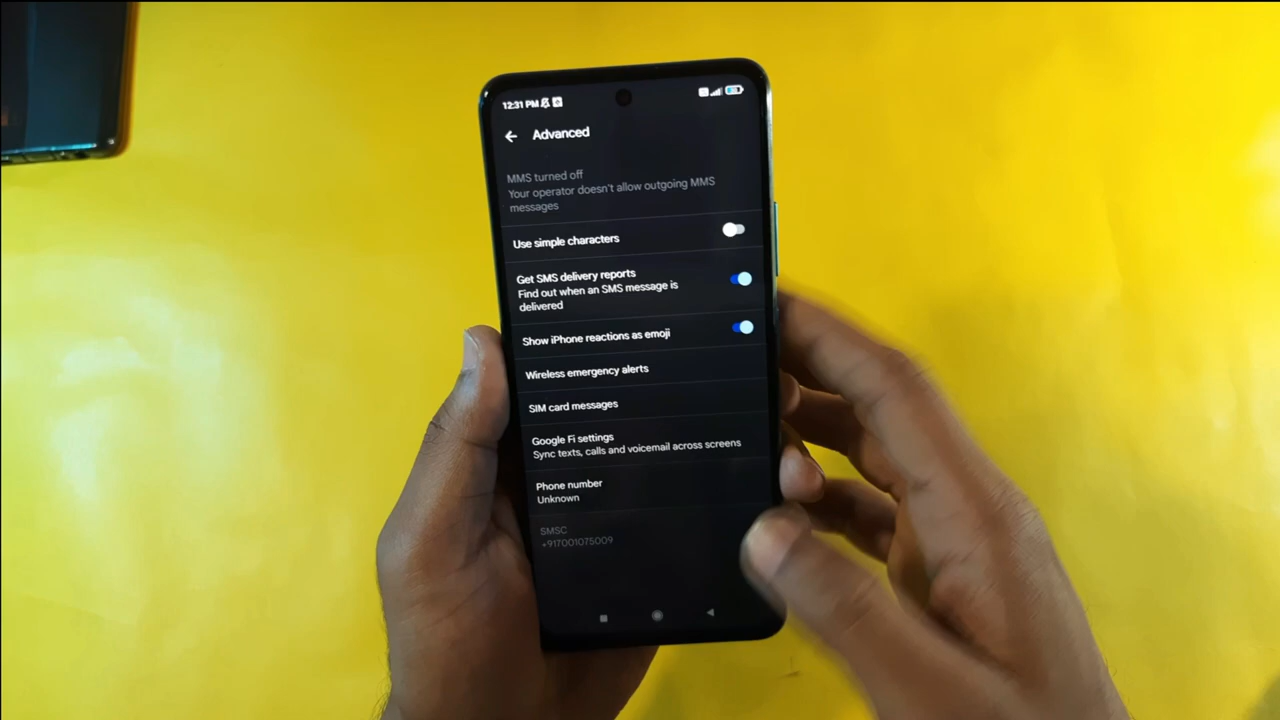 12:31 PM
Advanced
MMS turned off
Your operator doesn't allow outgoing MMS
messages
Use simple characters
Get SMS delivery reports
Find out when an SMS message is
delivered
Show iPhone reactions as emoji
Wireless emergency alerts
SIM card messages
Google Fi settings
Sync texts, calls and voicemail across screens
Phone number
Unknown
SMSC
+917001075009